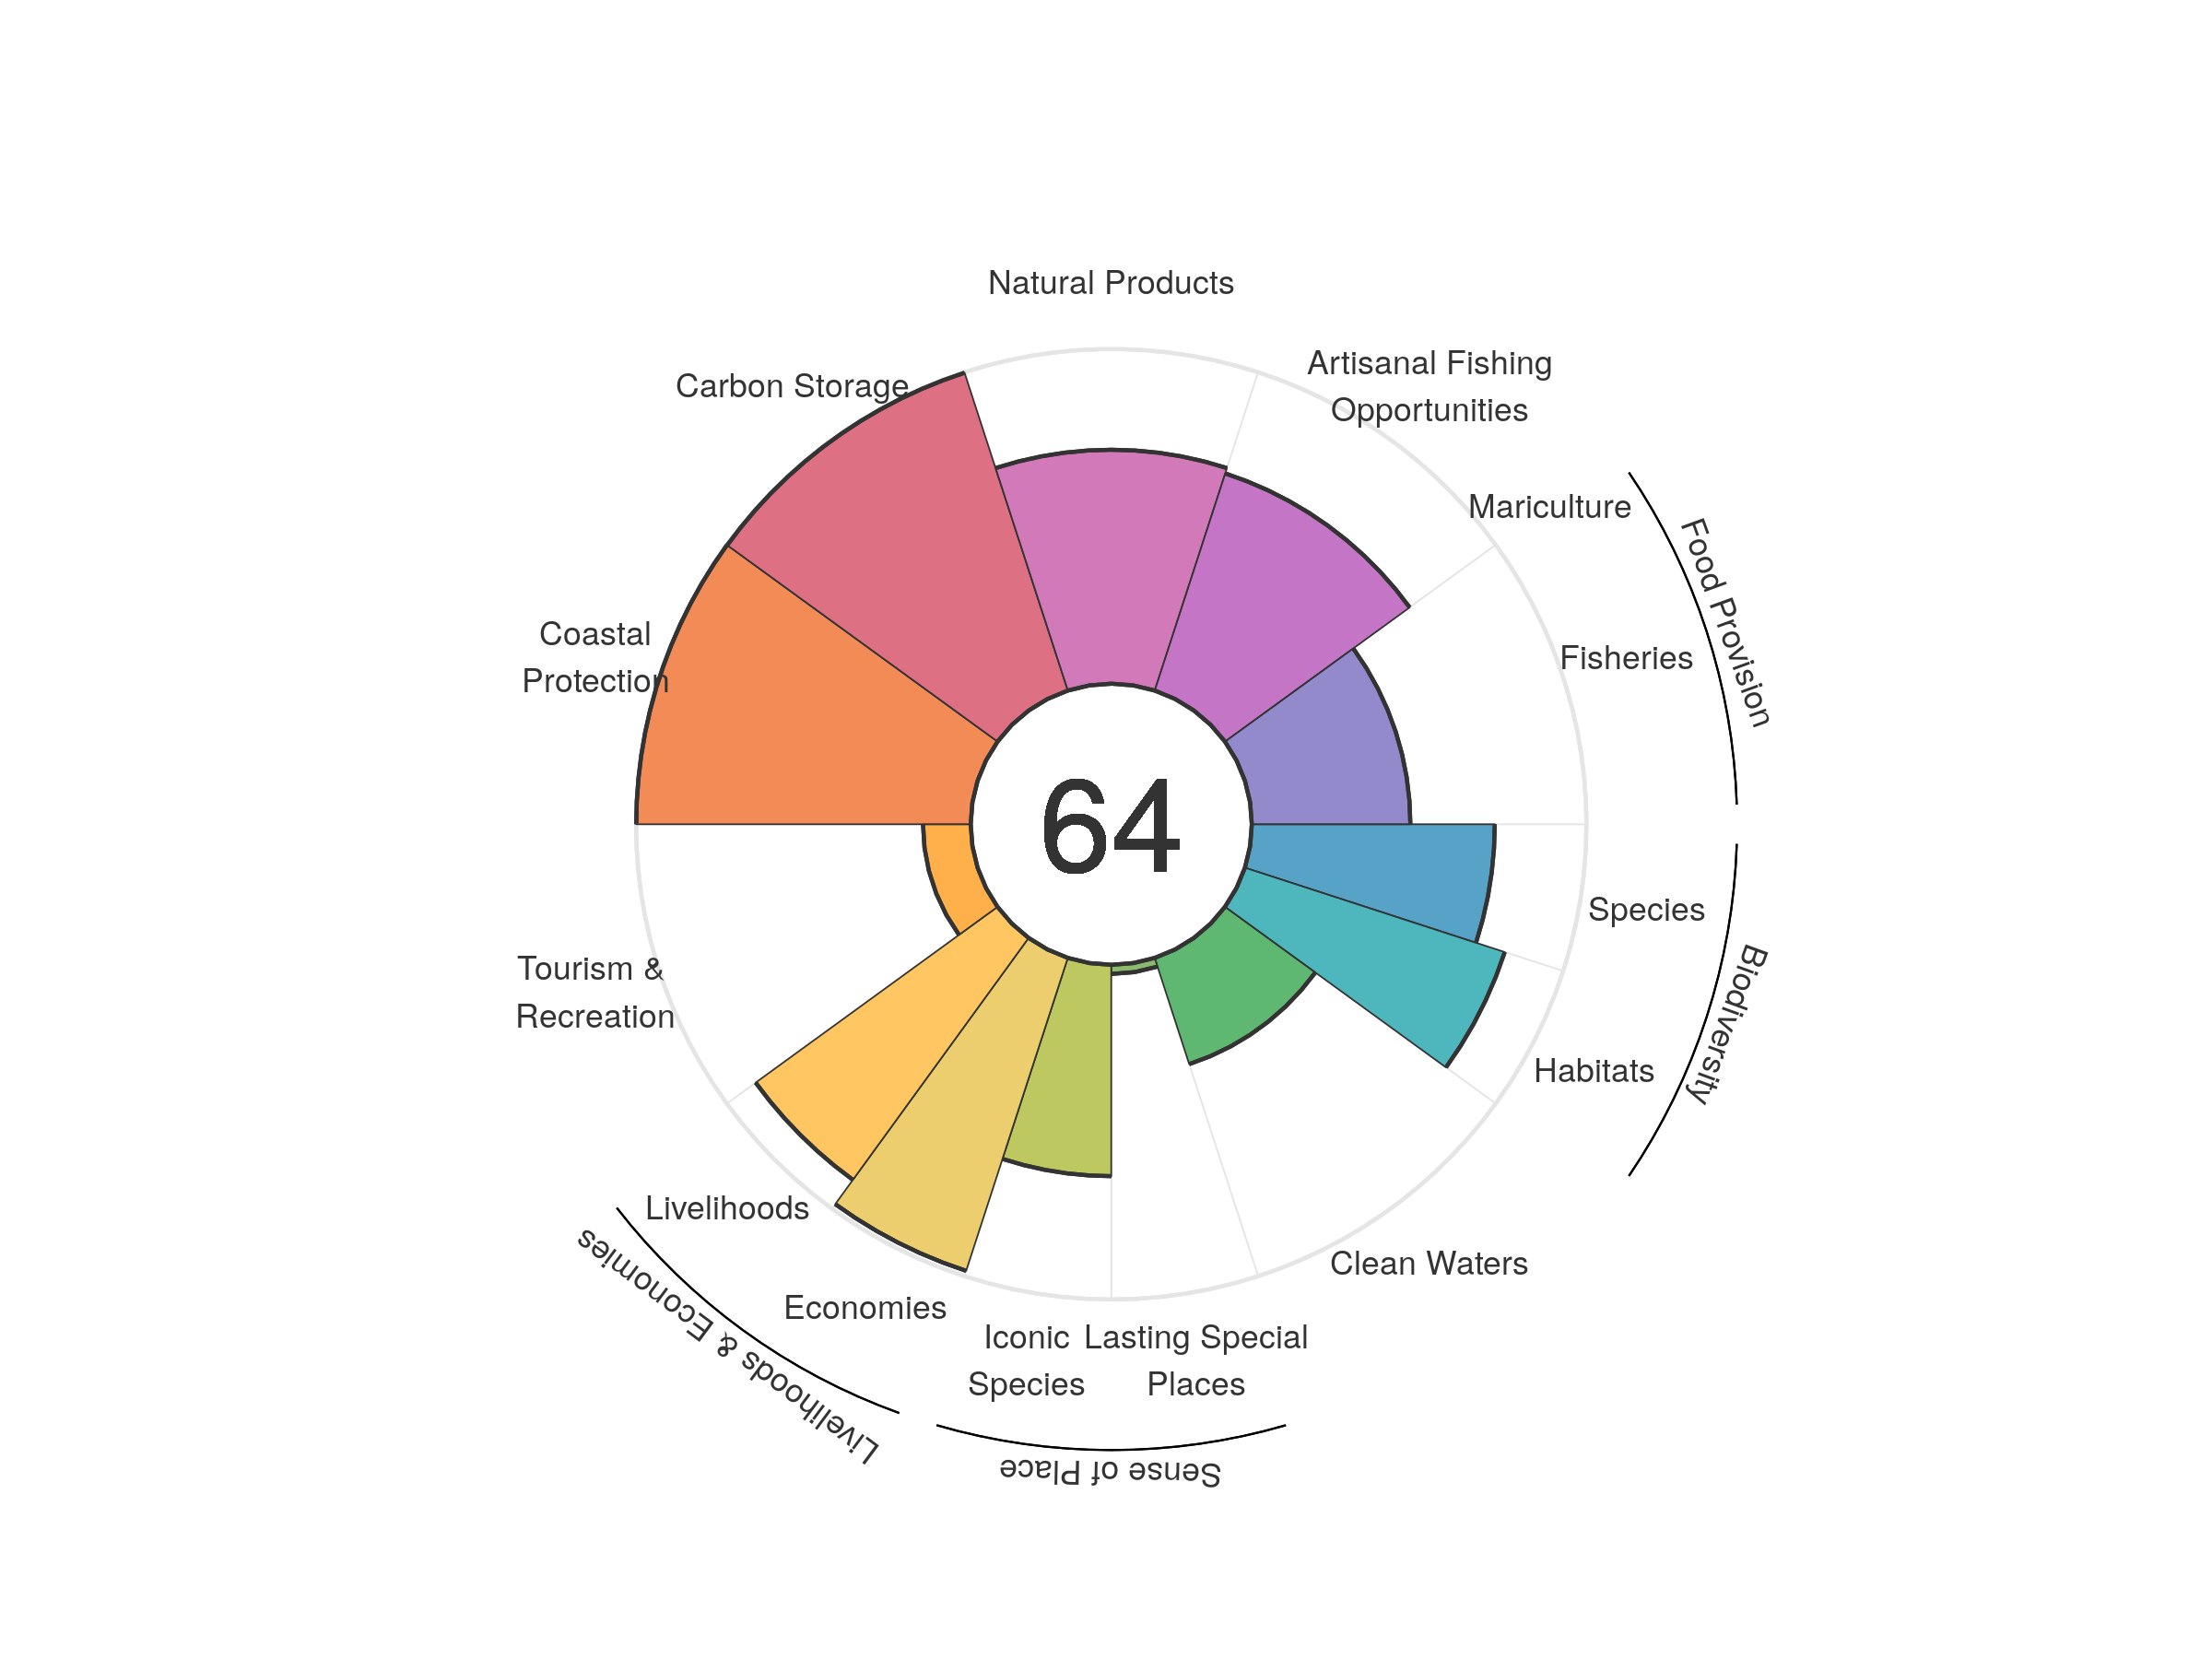 Natural Products
Artisanal Fishing
Opportunities
Carbon Storage
Mariculture
Food Provision
Coastal
Protection
Fisheries
64
Species
Biodiversity
Tourism &
Recreation
Habitats
Livelihoods
Clean Waters
Livelihoods & Economies
Economies
Iconic
Species
Lasting Special
Places
Sense of Place